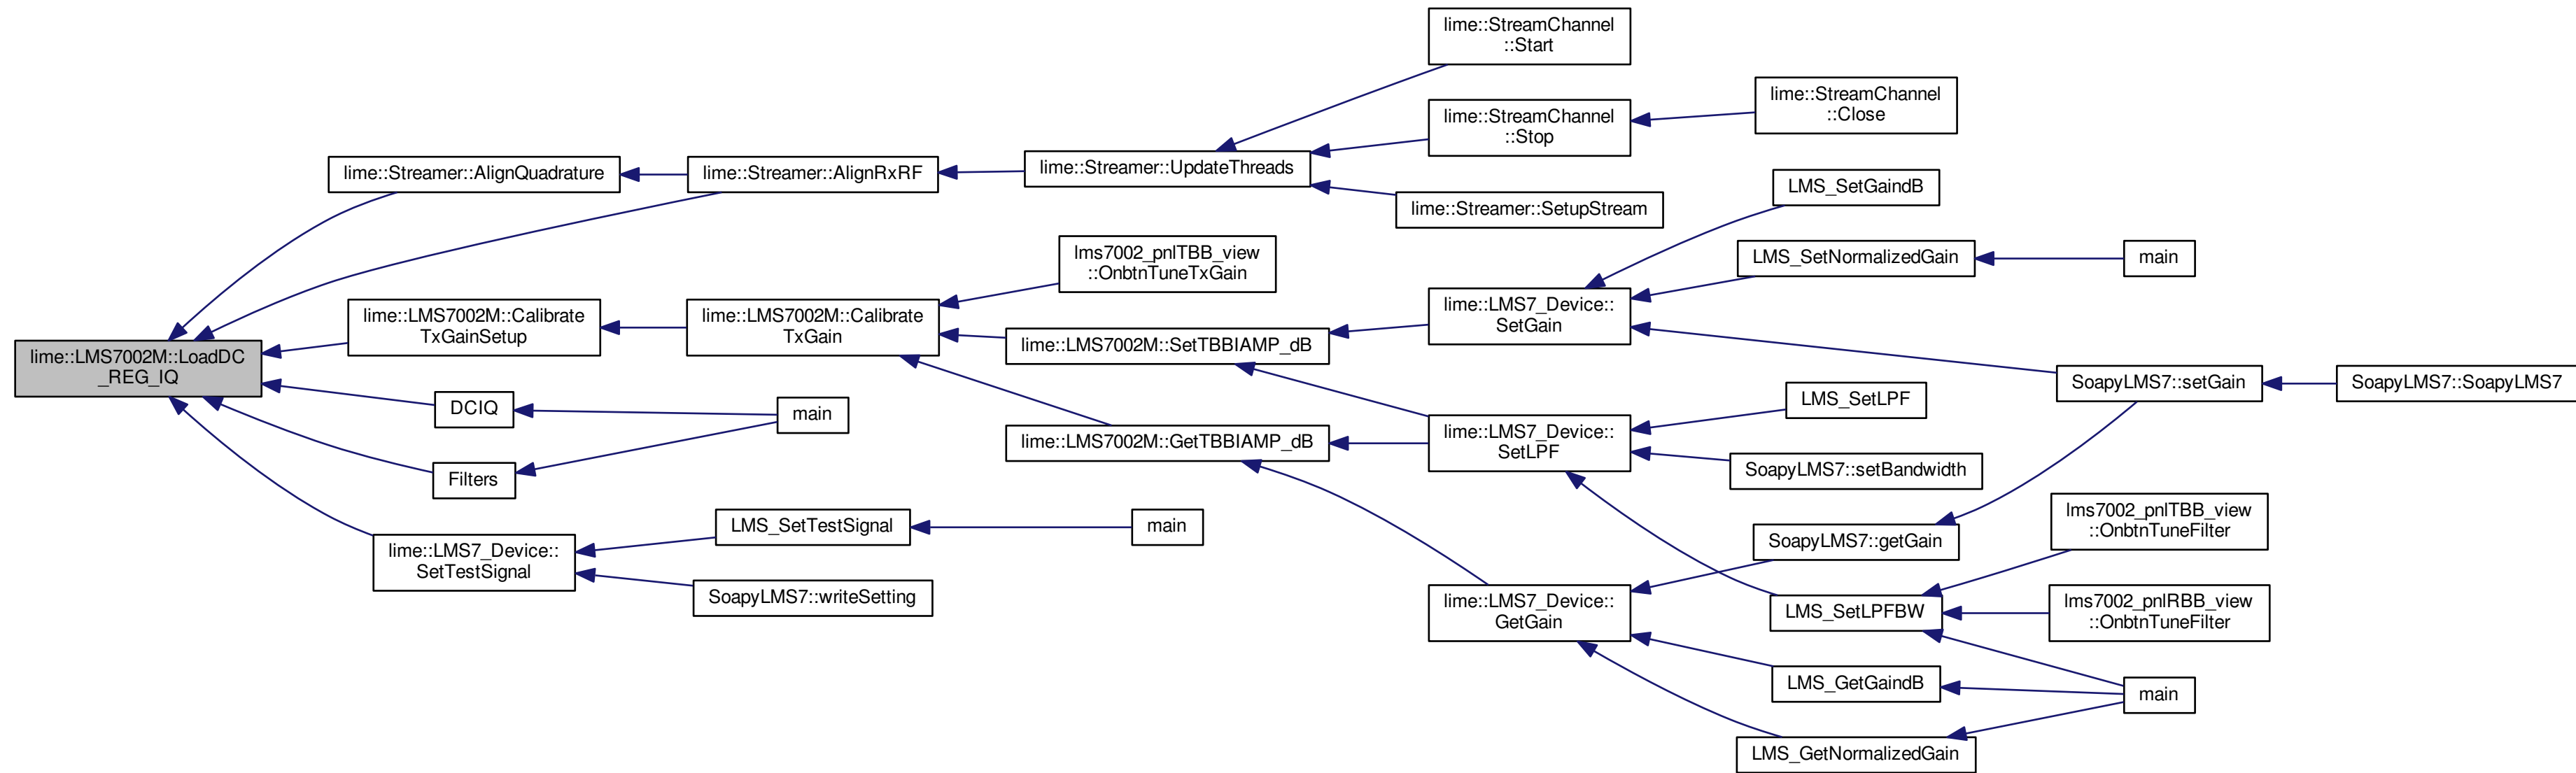 lime::LMS7002M::LoadDC
_REG_IQ
lime::Streamer::AlignQuadrature
lime::Streamer::AlignRxRF
lime::Streamer::UpdateThreads
lime::StreamChannel
::Start
lime::StreamChannel
::Stop
lime::StreamChannel
::Close
lime::Streamer::SetupStream
lime::LMS7002M::Calibrate
TxGainSetup
lime::LMS7002M::Calibrate
TxGain
lms7002_pnlTBB_view
::OnbtnTuneTxGain
lime::LMS7002M::SetTBBIAMP_dB
lime::LMS7_Device::
SetGain
LMS_SetGaindB
LMS_SetNormalizedGain
main
SoapyLMS7::setGain
SoapyLMS7::SoapyLMS7
lime::LMS7002M::GetTBBIAMP_dB
lime::LMS7_Device::
SetLPF
LMS_SetLPF
SoapyLMS7::setBandwidth
SoapyLMS7::getGain
LMS_SetLPFBW
lms7002_pnlTBB_view
::OnbtnTuneFilter
lms7002_pnlRBB_view
::OnbtnTuneFilter
lime::LMS7_Device::
GetGain
LMS_GetGaindB
main
LMS_GetNormalizedGain
DCIQ
main
Filters
lime::LMS7_Device::
SetTestSignal
LMS_SetTestSignal
main
SoapyLMS7::writeSetting